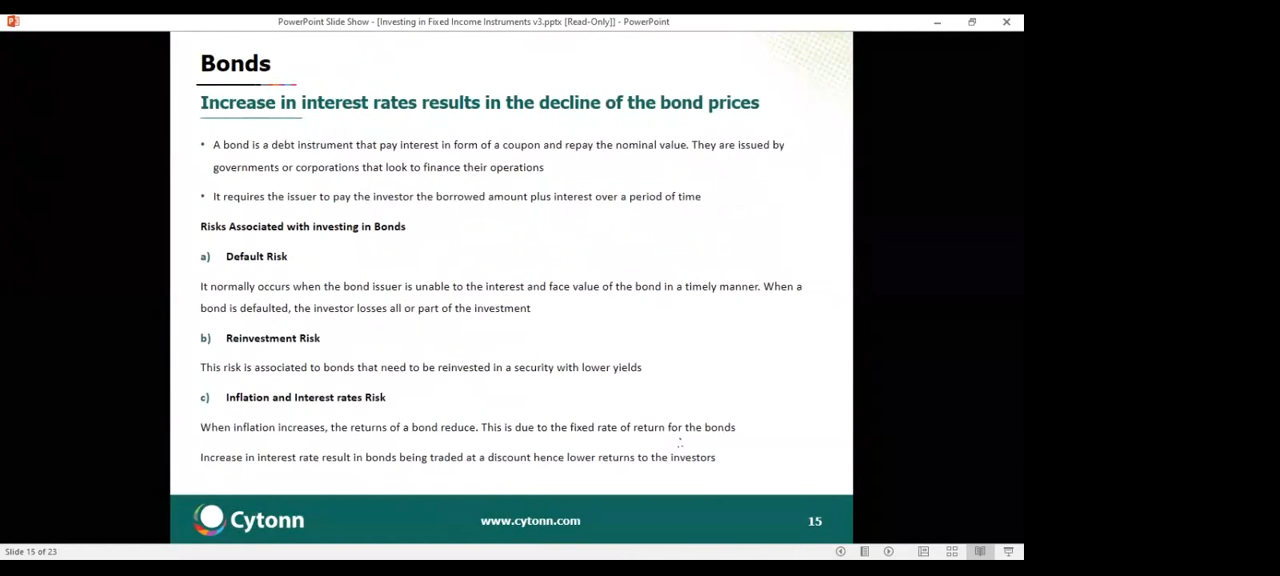 PowerPoint Slide Show - [Investing in Fixed Income Instruments v3.pptx [Read-Only]] - PowerPoint
Bonds
Increase in interest rates results in the decline of the bond prices
• A bond is a debt instrument that pay interest in form of a coupon and repay the nominal value. They are issued by
governments or corporations that look to finance their operations
• It requires the issuer to pay the investor the borrowed amount plus interest over a period of time
Risks Associated with investing in Bonds
a) Default Risk
It normally occurs when the bond issuer is unable to the interest and face value of the bond in a timely manner. When a
bond is defaulted, the investor losses all or part of the investment
b) Reinvestment Risk
This risk is associated to bonds that need to be reinvested in a security with lower yields
c) Inflation and Interest rates Risk
When inflation increases, the returns of a bond reduce. This is due to the fixed rate of return for the bonds
Increase in interest rate result in bonds being traded at a discount hence lower returns to the investors
Cytonn
www.cytonn.com
15
Slide 15 of 23